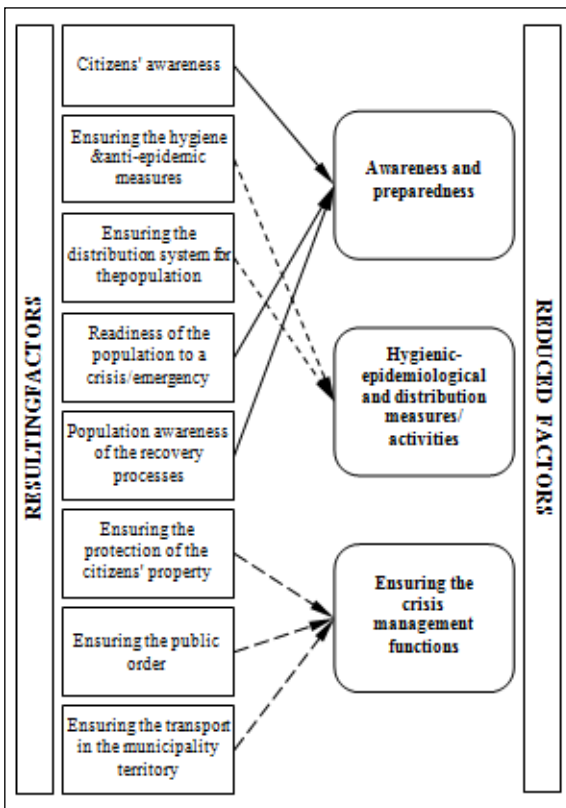 RESULTINGFACTORS
Citizens' awareness
Ensuring the hygiene
&anti-epidemic
measures
Ensuring the
distribution system for
thepopulation
Readiness of the
population to a
crisis/emergency
Population awareness
of the recovery
processes
Ensuring the
protection of the
citizens' property
Ensuring the public
order
Ensuring the transport
in the municipality
territory
Awareness and
preparedness
Hygienic-
epidemiological
and distribution
measures/
activities
Ensuring the
crisis
management
functions
REDUCED FACTORS